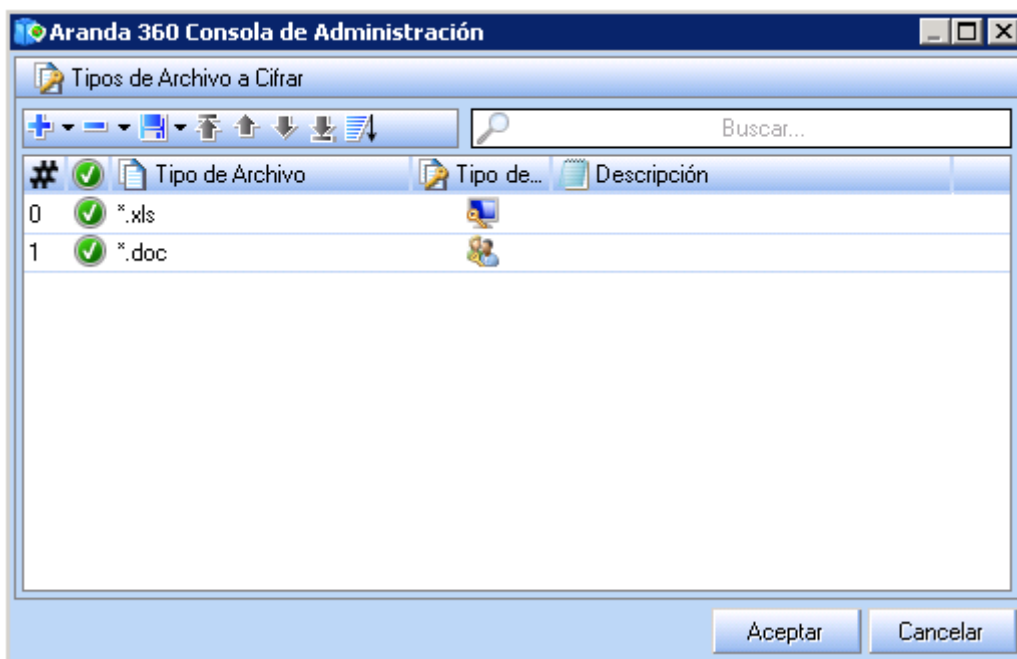 Aranda 360 Consola de Administración
Tipos de Archivo a Cifrar
Buscar...
# Tipo de Archivo Tipo de... Descripción
0 *.xls
1 *.doc
Aceptar Cancelar